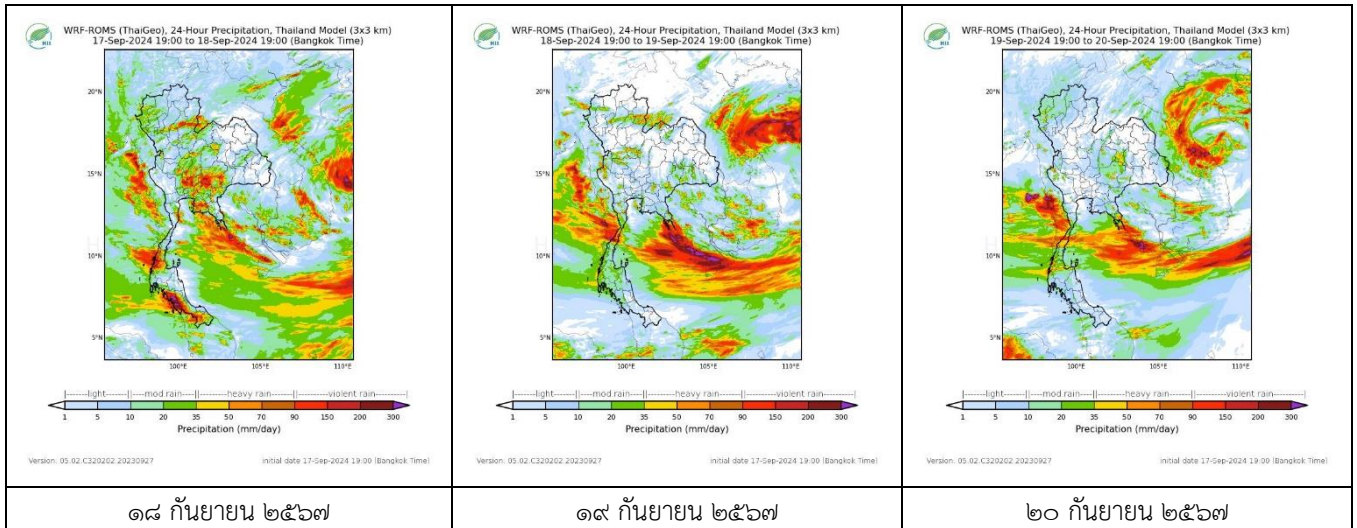 WRF-ROMS (ThaiGeo), 24-Hour Precipitation, Thailand Model (3x3 km)
17-Sep-2024 19:00 to 18-Sep-2024 19:00 (Bangkok Time)
20°N
15°N
10°N
5°N
100°E 105°E 110°E
light mod rain heavy rain violent rain
1 5 10 20 35 50 70 90 150 200 300
Precipitation (mm/day)
Version: 05.02.C320202.20230927 initial date 17-Sep-2024 19:00 (Bangkok Time)
๑๘ กันยายน ๒๕๖๗
WRF-ROMS (ThaiGeo), 24-Hour Precipitation, Thailand Model (3x3 km)
18-Sep-2024 19:00 to 19-Sep-2024 19:00 (Bangkok Time)
20°N
15°N
10°N
5°N
100°E 105°E 110°E
light mod rain heavy rain violent rain
1 5 10 20 35 50 70 90 150 200 300
Precipitation (mm/day)
Version: 05.02.C320202.20230927 initial date 17-Sep-2024 19:00 (Bangkok Time)
๑๙ กันยายน ๒๕๖๗
WRF-ROMS (ThaiGeo), 24-Hour Precipitation, Thailand Model (3x3 km)
19-Sep-2024 19:00 to 20-Sep-2024 19:00 (Bangkok Time)
20°N
15°N
10°N
5°N
100°E 105°E 110°E
light mod rain heavy rain violent rain
1 5 10 20 35 50 70 90 150 200 300
Precipitation (mm/day)
Version: 05.02.C320202.20230927 initial date 17-Sep-2024 19:00 (Bangkok Time)
๒๐ กันยายน ๒๕๖๗